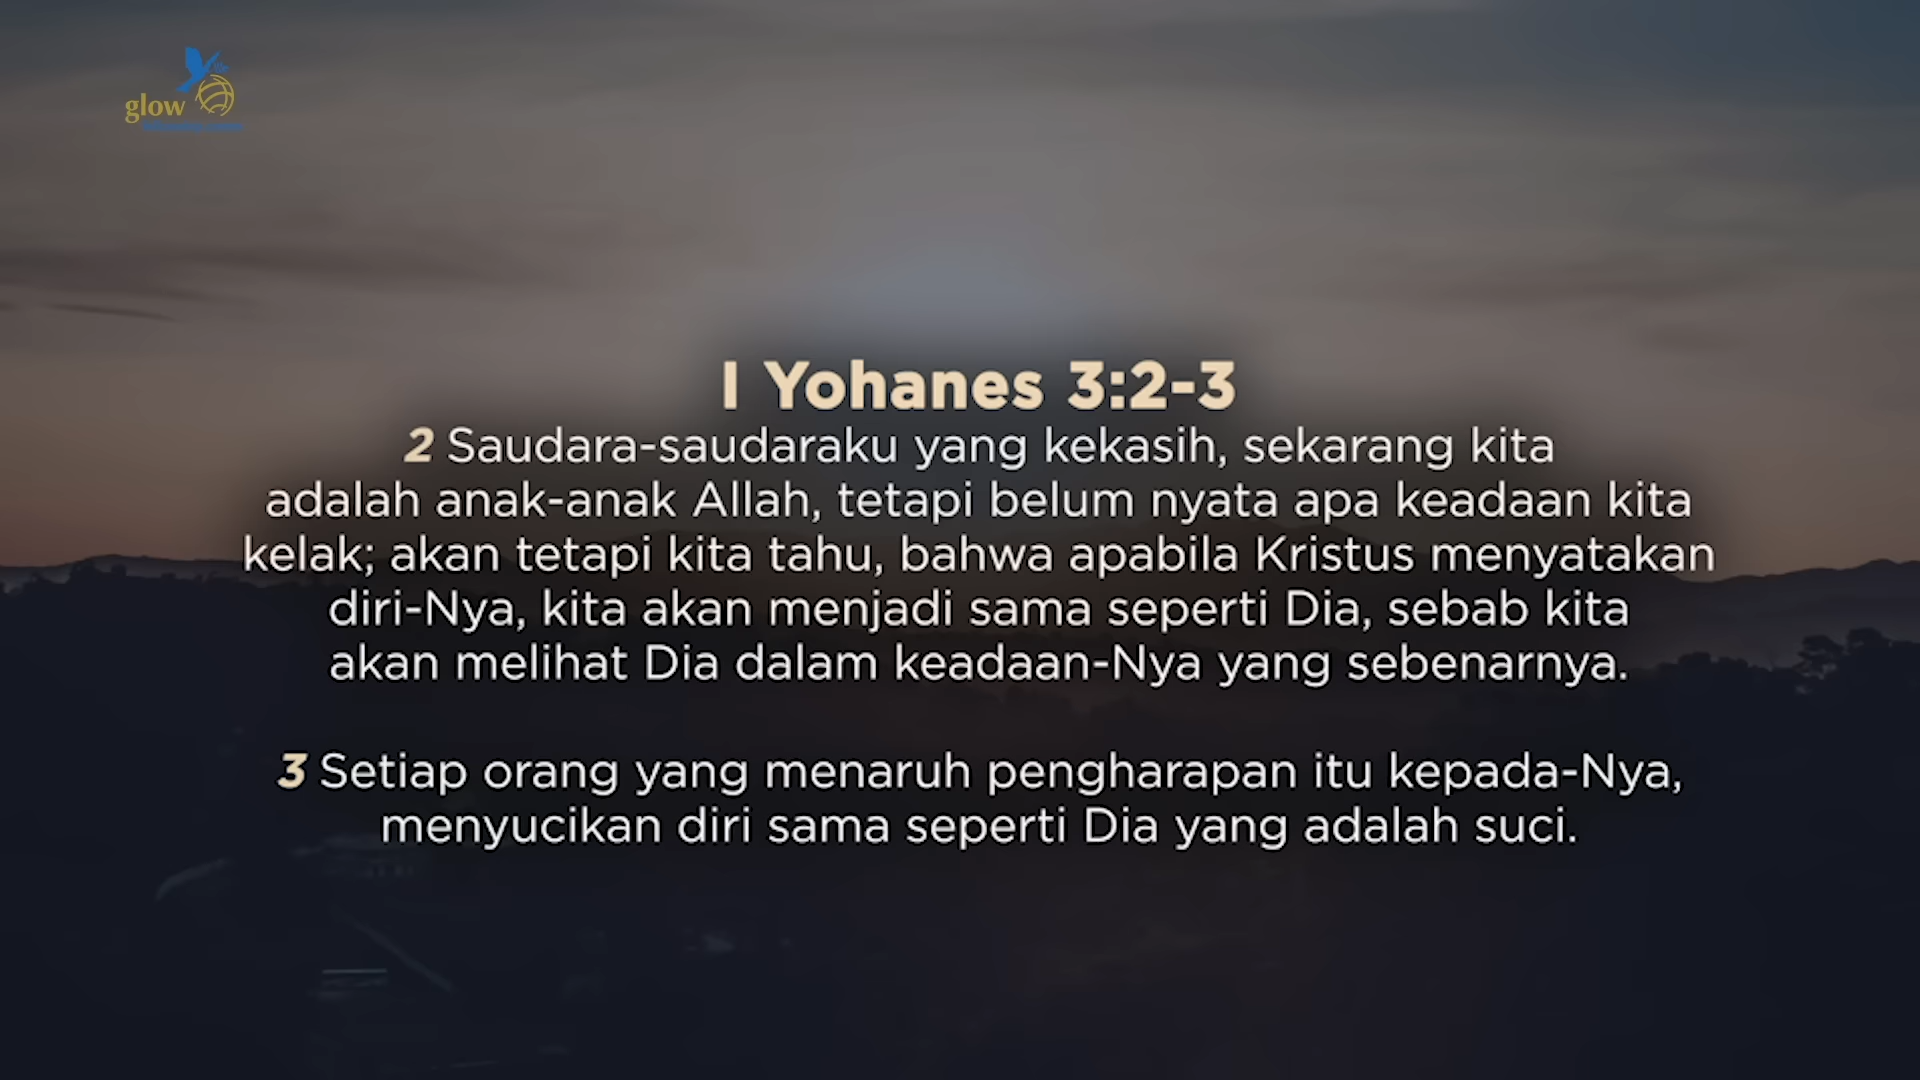 glow
I Yohanes 3:2-3
2 Saudara-saudaraku yang kekasih, sekarang kita
adalah anak-anak Allah, tetapi belum nyata apa keadaan kita
kelak; akan tetapi kita tahu, bahwa apabila Kristus menyatakan
diri-Nya, kita akan menjadi sama seperti Dia, sebab kita
akan melihat Dia dalam keadaan-Nya yang sebenarnya.
3 Setiap orang yang menaruh pengharapan itu kepada-Nya,
menyucikan diri sama seperti Dia yang adalah suci.